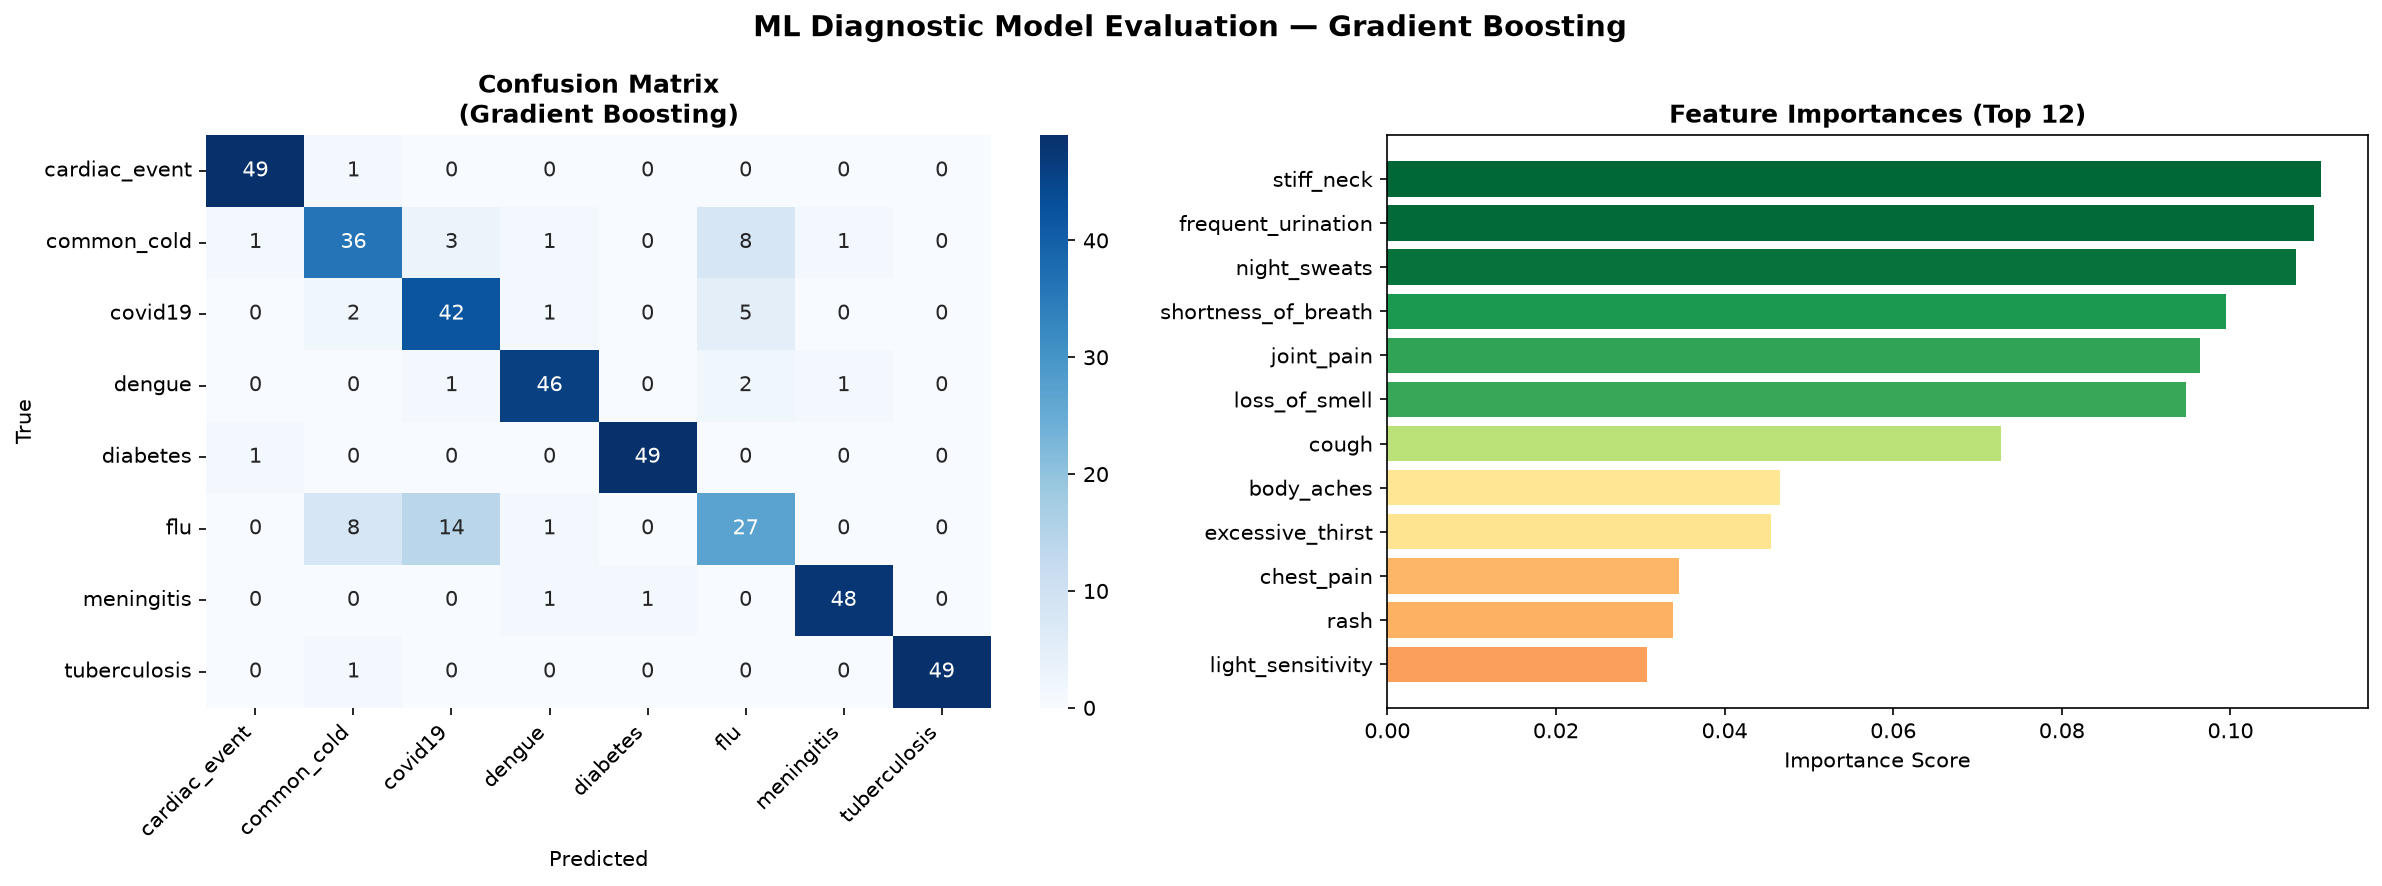 ML Diagnostic Model Evaluation — Gradient Boosting
Confusion Matrix
(Gradient Boosting)
True
cardiac_event 49 1 0 0 0 0 0 0
common_cold 1 36 3 1 0 8 1 0
covid19 0 2 42 1 0 5 0 0
dengue 0 0 1 46 0 2 1 0
diabetes 1 0 0 0 49 0 0 0
flu 0 8 14 1 0 27 0 0
meningitis 0 0 0 1 1 0 48 0
tuberculosis 0 1 0 0 0 0 0 49
cardiac_event
common_cold
covid19
dengue
diabetes
flu
meningitis
tuberculosis
Predicted
40
30
20
10
0
Feature Importances (Top 12)
stiff_neck
frequent_urination
night_sweats
shortness_of_breath
joint_pain
loss_of_smell
cough
body_aches
excessive_thirst
chest_pain
rash
light_sensitivity
0.00 0.02 0.04 0.06 0.08 0.10
Importance Score